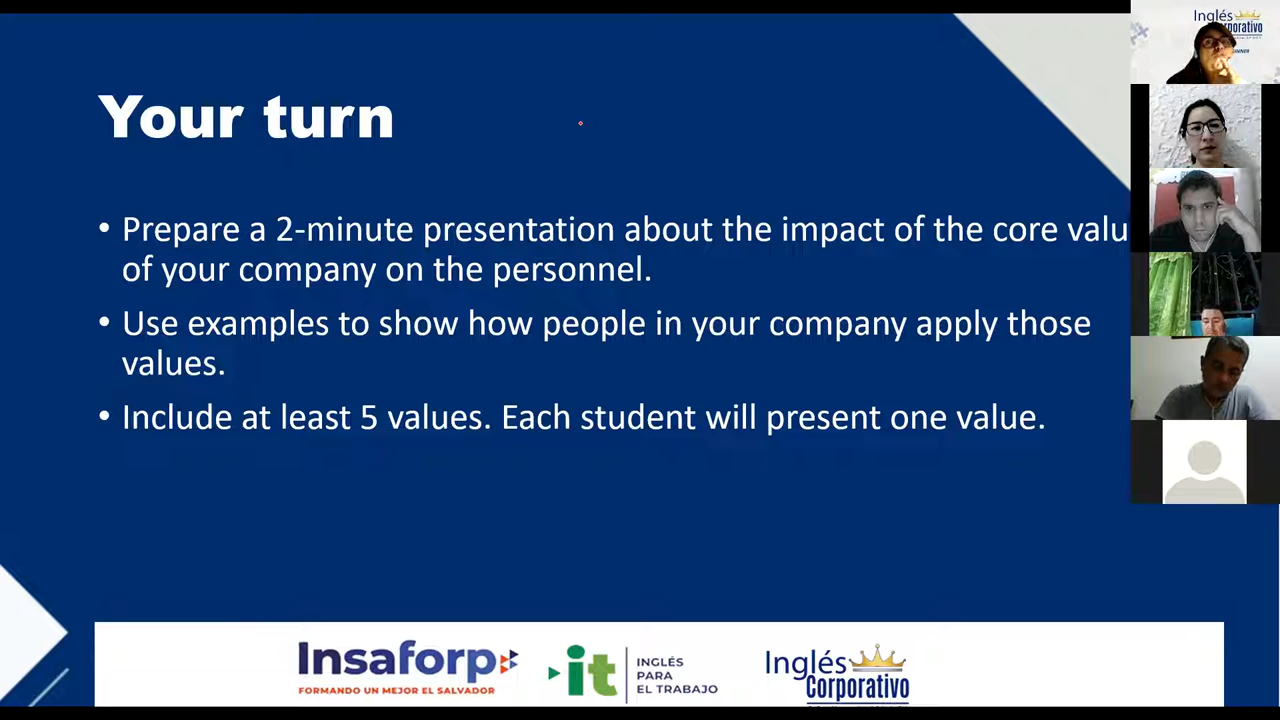 Your turn
• Prepare a 2-minute presentation about the impact of the core valu
of your company on the personnel.
• Use examples to show how people in your company apply those
values.
• Include at least 5 values. Each student will present one value.
Insaforp
FORMANDO UN MEJOR EL SALVADOR
it
INGLÉS
PARA
EL TRABAJO
Inglés
Corporativo
Inglés
orporativo